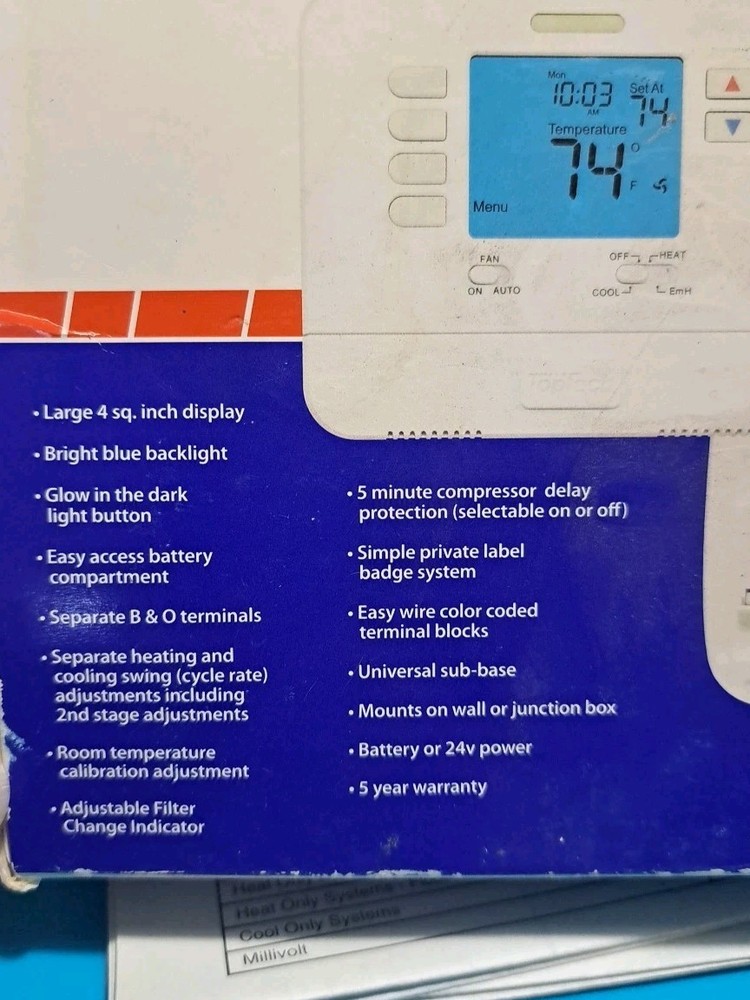 Mon
10:03
AM
Set At
74
Temperature
74°
F
Menu
FAN
ON AUTO
OFF HEAT
COOL EmH
• Large 4 sq. inch display
• Bright blue backlight
• Glow in the dark
light button
• Easy access battery
compartment
• Separate B & O terminals
• Separate heating and
cooling swing (cycle rate)
adjustments including
2nd stage adjustments
• Room temperature
calibration adjustment
• Adjustable Filter
Change Indicator
• 5 minute compressor delay
protection (selectable on or off)
• Simple private label
badge system
• Easy wire color coded
terminal blocks
• Universal sub-base
• Mounts on wall or junction box
• Battery or 24v power
• 5 year warranty
Heat Only
Heat Only Systems
Cool Only Systems
Millivolt